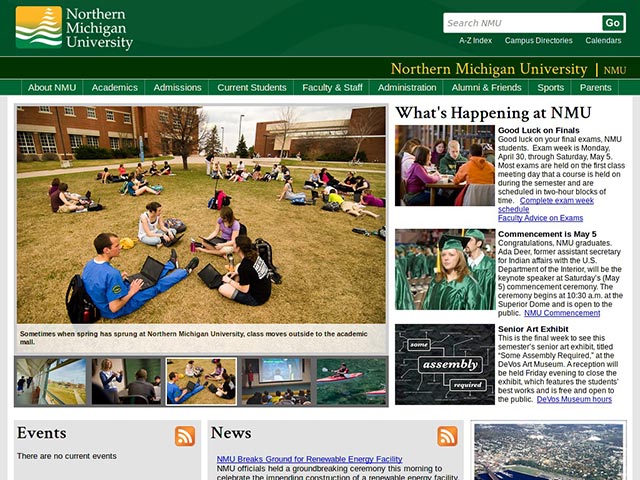 Northern
Michigan
University
Search NMU
Go
A-Z Index Campus Directories Calendars
Northern Michigan University | NMU
About NMU Academics Admissions Current Students Faculty & Staff Administration Alumni & Friends Sports Parents
Sometimes when spring has sprung at Northern Michigan University, class moves outside to the academic
mall.
What's Happening at NMU
Good Luck on Finals
Good luck on your final exams, NMU
students. Exam week is Monday,
April 30, through Saturday, May 5.
Most exams are held on the first class
meeting day that a course is held on
during the semester and are
scheduled in two-hour blocks of
time. Complete exam week
schedule
Faculty Advice on Exams
Commencement is May 5
Congratulations, NMU graduates.
Ada Deer, former assistant secretary
for Indian affairs with the U.S.
Department of the Interior, will be the
keynote speaker at Saturday's (May
5) commencement ceremony. The
ceremony begins at 10:30 a.m. at the
Superior Dome and is open to the
public. NMU Commencement
some
assembly
required
Senior Art Exhibit
This is the final week to see this
semester's senior art exhibit, titled
"Some Assembly Required," at the
DeVos Art Museum. A reception will
be held Friday evening to close the
exhibit, which features the students'
best works and is free and open to
the public. DeVos Museum hours
Events
There are no current events
News
NMU Breaks Ground for Renewable Energy Facility
NMU officials held a groundbreaking ceremony this morning to
celebrate the impending construction of a renewable energy facility.